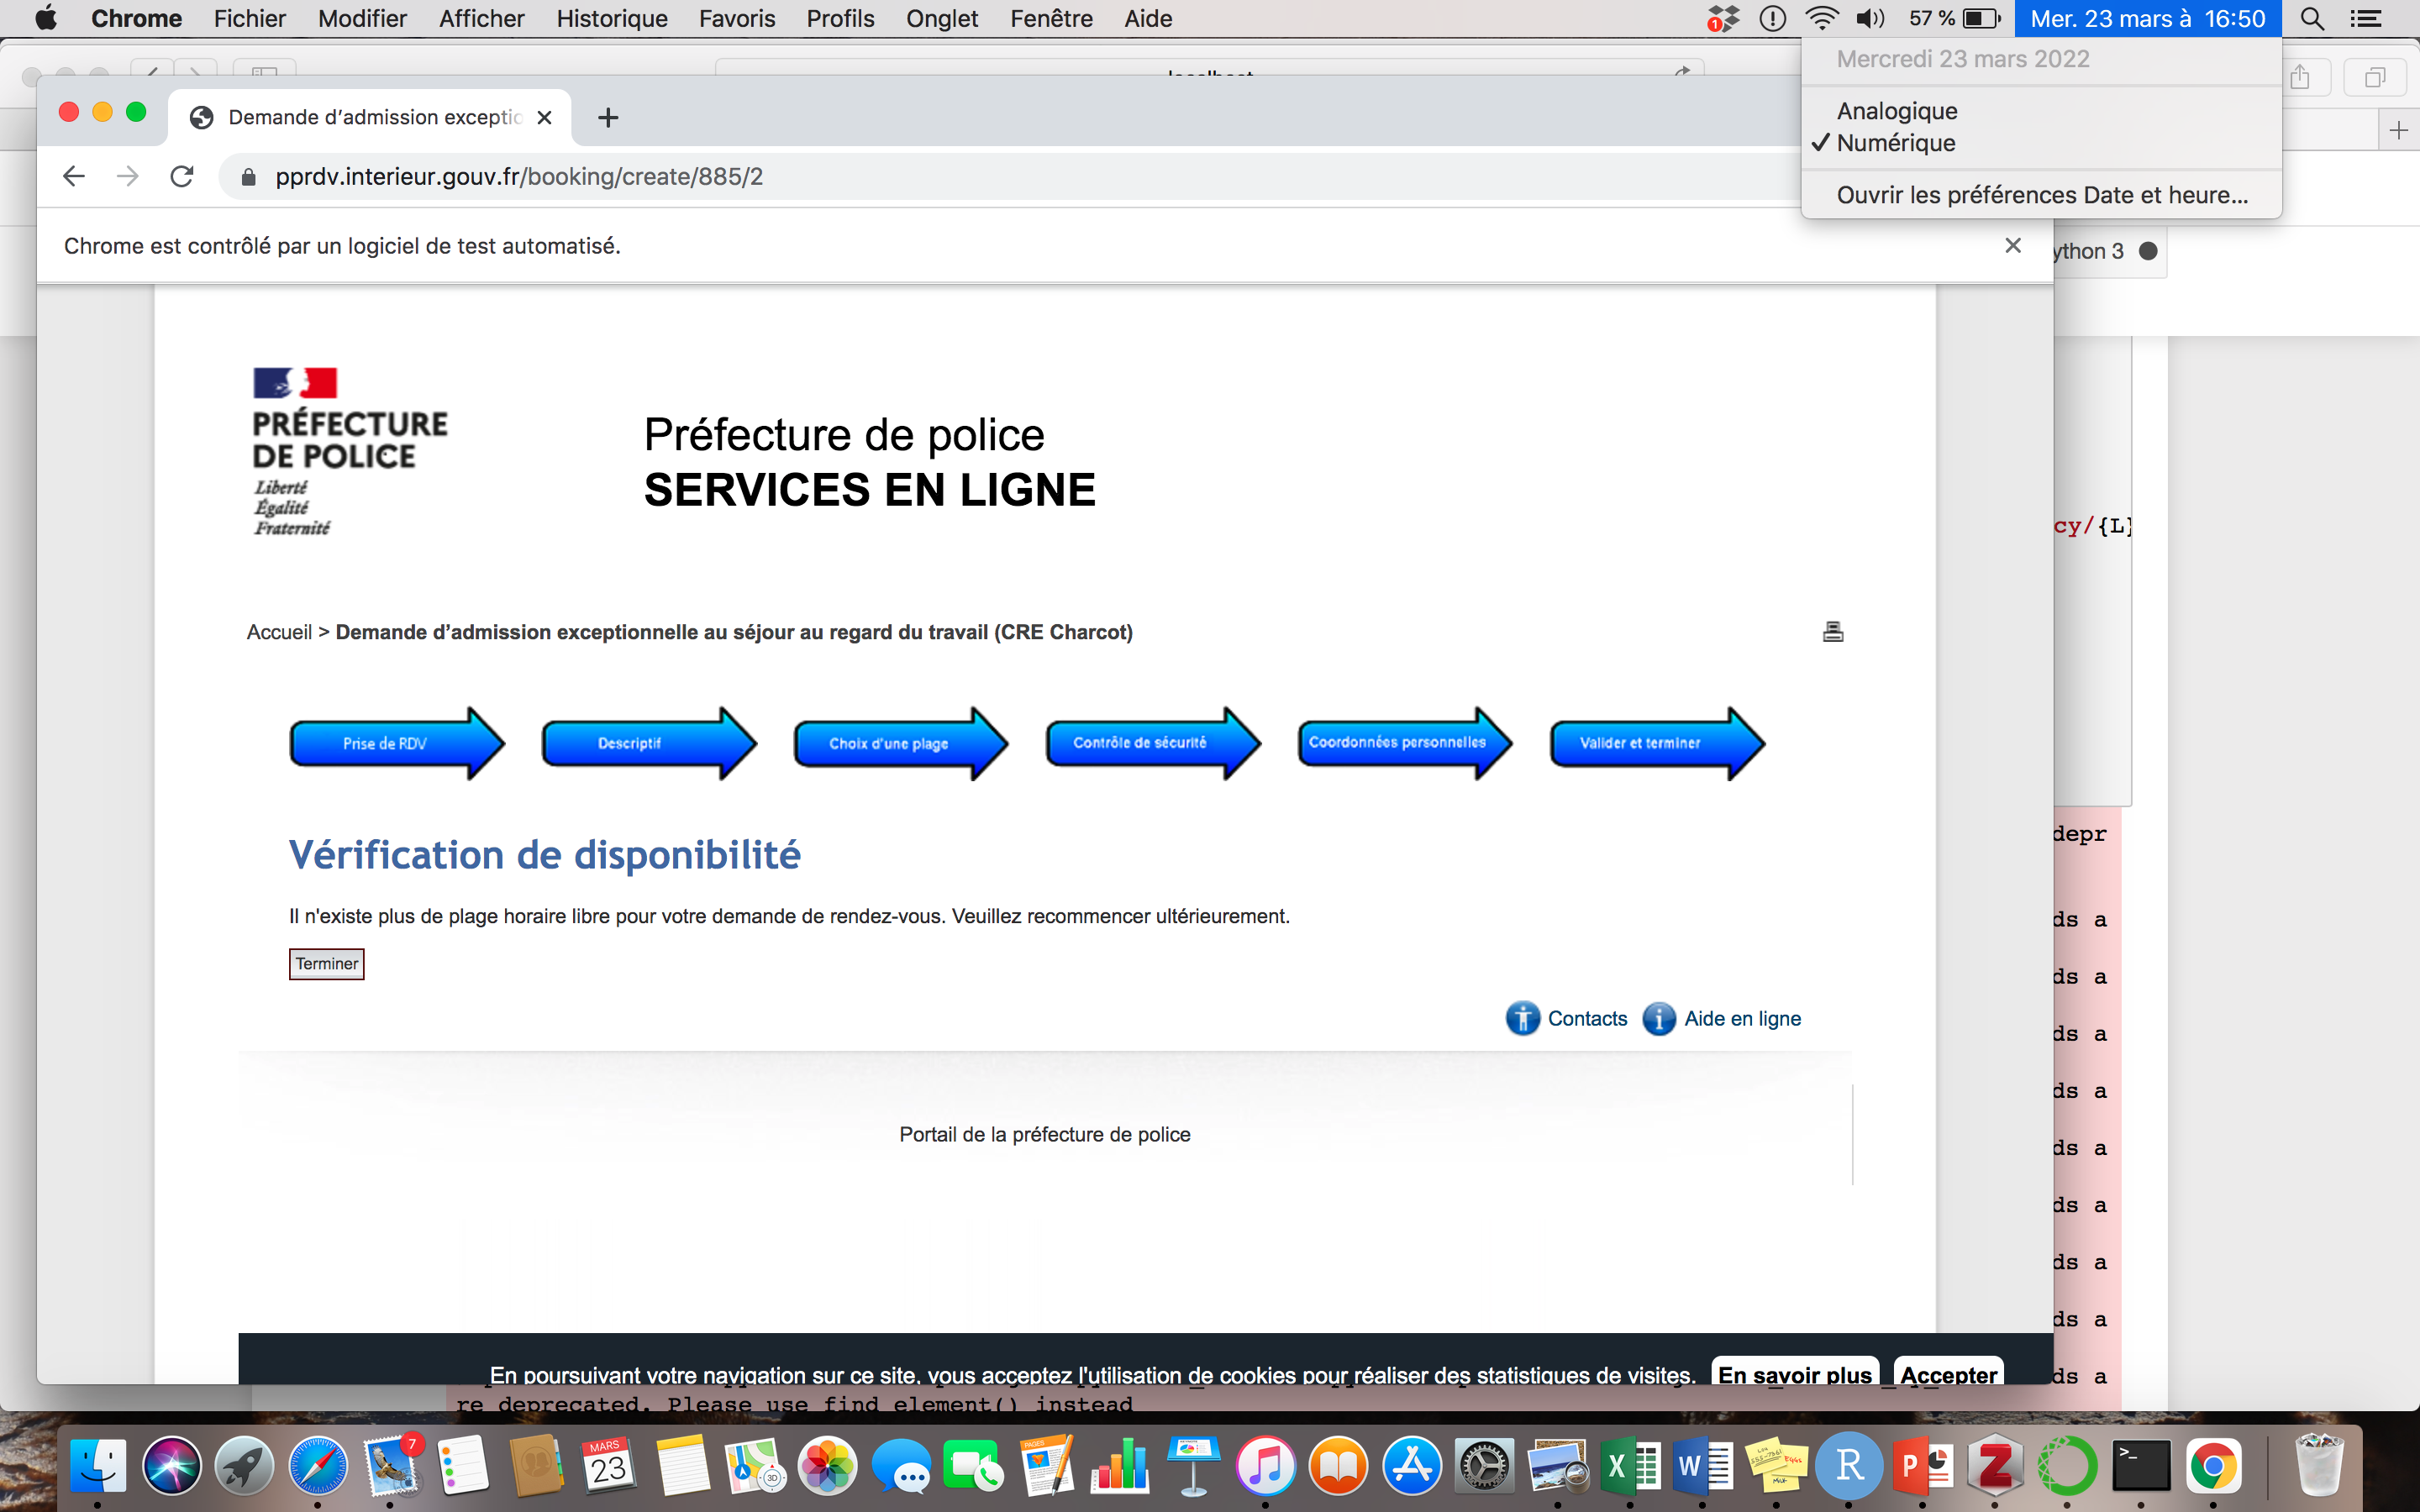 Chrome Fichier Modifier Afficher Historique Favoris Profils Onglet Fenêtre Aide 1 57 % Mer. 23 mars à 16:50
Mercredi 23 mars 2022
Analogique
✓ Numérique
Ouvrir les préférences Date et heure...
Demande d’admission exceptio
pprdv.interieur.gouv.fr/booking/create/885/2
Chrome est contrôlé par un logiciel de test automatisé.
ython 3
PRÉFECTURE
DE POLICE
Liberté
Égalité
Fraternité
Préfecture de police
SERVICES EN LIGNE
cy/{L}
Accueil > Demande d’admission exceptionnelle au séjour au regard du travail (CRE Charcot)
Prise de RDV
Descriptif
Choix d'une plage
Contrôle de sécurité
Coordonnées personnelles
Valider et terminer
depr
Vérification de disponibilité
Il n'existe plus de plage horaire libre pour votre demande de rendez-vous. Veuillez recommencer ultérieurement.
ds a
Terminer
ds a
Contacts
Aide en ligne
ds a
ds a
Portail de la préfecture de police
ds a
ds a
ds a
ds a
En poursuivant votre navigation sur ce site, vous acceptez l'utilisation de cookies pour réaliser des statistiques de visites. En savoir plus Accepter
ds a
re deprecated. Please use find_element() instead
7
MARS
23
3D
PAGES
X
W
R
P
Z
>_